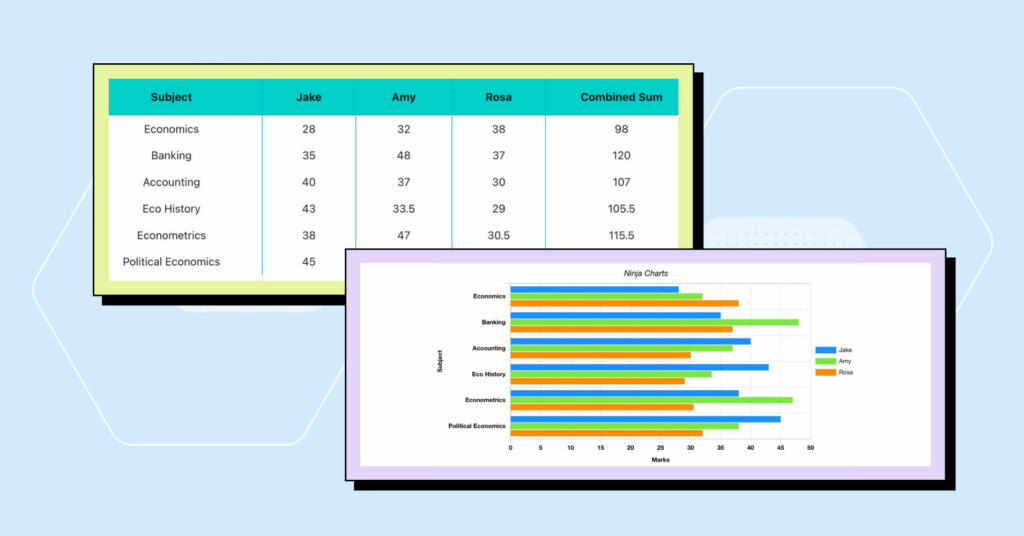 Subject Jake Amy Rosa Combined Sum
Economics 28 32 38 98
Banking 35 48 37 120
Accounting 40 37 30 107
Eco History 43 33.5 29 105.5
Econometrics 38 47 30.5 115.5
Political Economics 45
Ninja Charts
Subject
Economics
Banking
Accounting
Eco History
Econometrics
Political Economics
0 5 10 15 20 25 30 35 40 45 50
Marks
Jake
Amy
Rosa